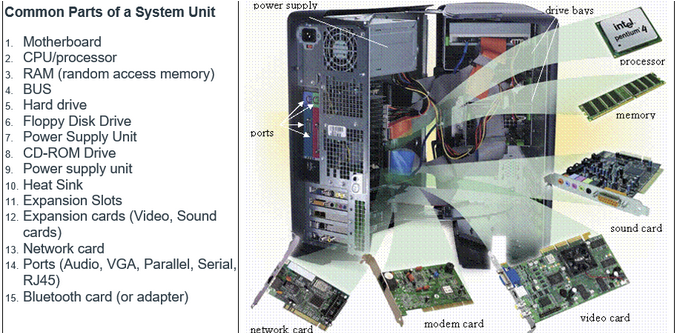 Common Parts of a System Unit
1. Motherboard
2. CPU/processor
3. RAM (random access memory)
4. BUS
5. Hard drive
6. Floppy Disk Drive
7. Power Supply Unit
8. CD-ROM Drive
9. Power supply unit
10. Heat Sink
11. Expansion Slots
12. Expansion cards (Video, Sound
cards)
13. Network card
14. Ports (Audio, VGA, Parallel, Serial,
RJ45)
15. Bluetooth card (or adapter)
power supply
drive bays
intel
pentium 4
processor
memory
ports
sound card
network card
modem card
video card